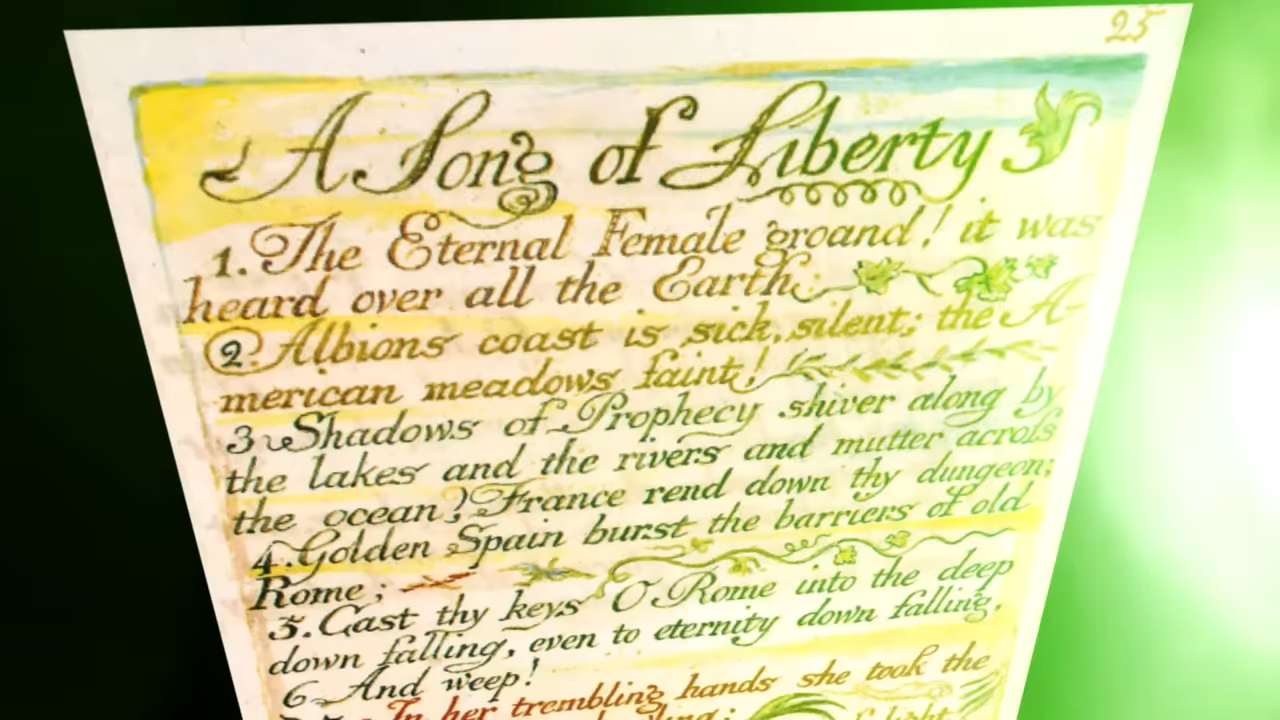 25
A Song of Liberty
1. The Eternal Female groand! it was
heard over all the Earth:
2. Albions coast is sick, silent; the A-
merican meadows faint!
3 Shadows of Prophecy shiver along by
the lakes and the rivers and mutter across
the ocean? France rend down thy dungeon;
4. Golden Spain burst the barriers of old
Rome;
5. Cast thy keys O Rome into the deep
down falling, even to eternity down falling,
6 And weep!
In her trembling hands she took the